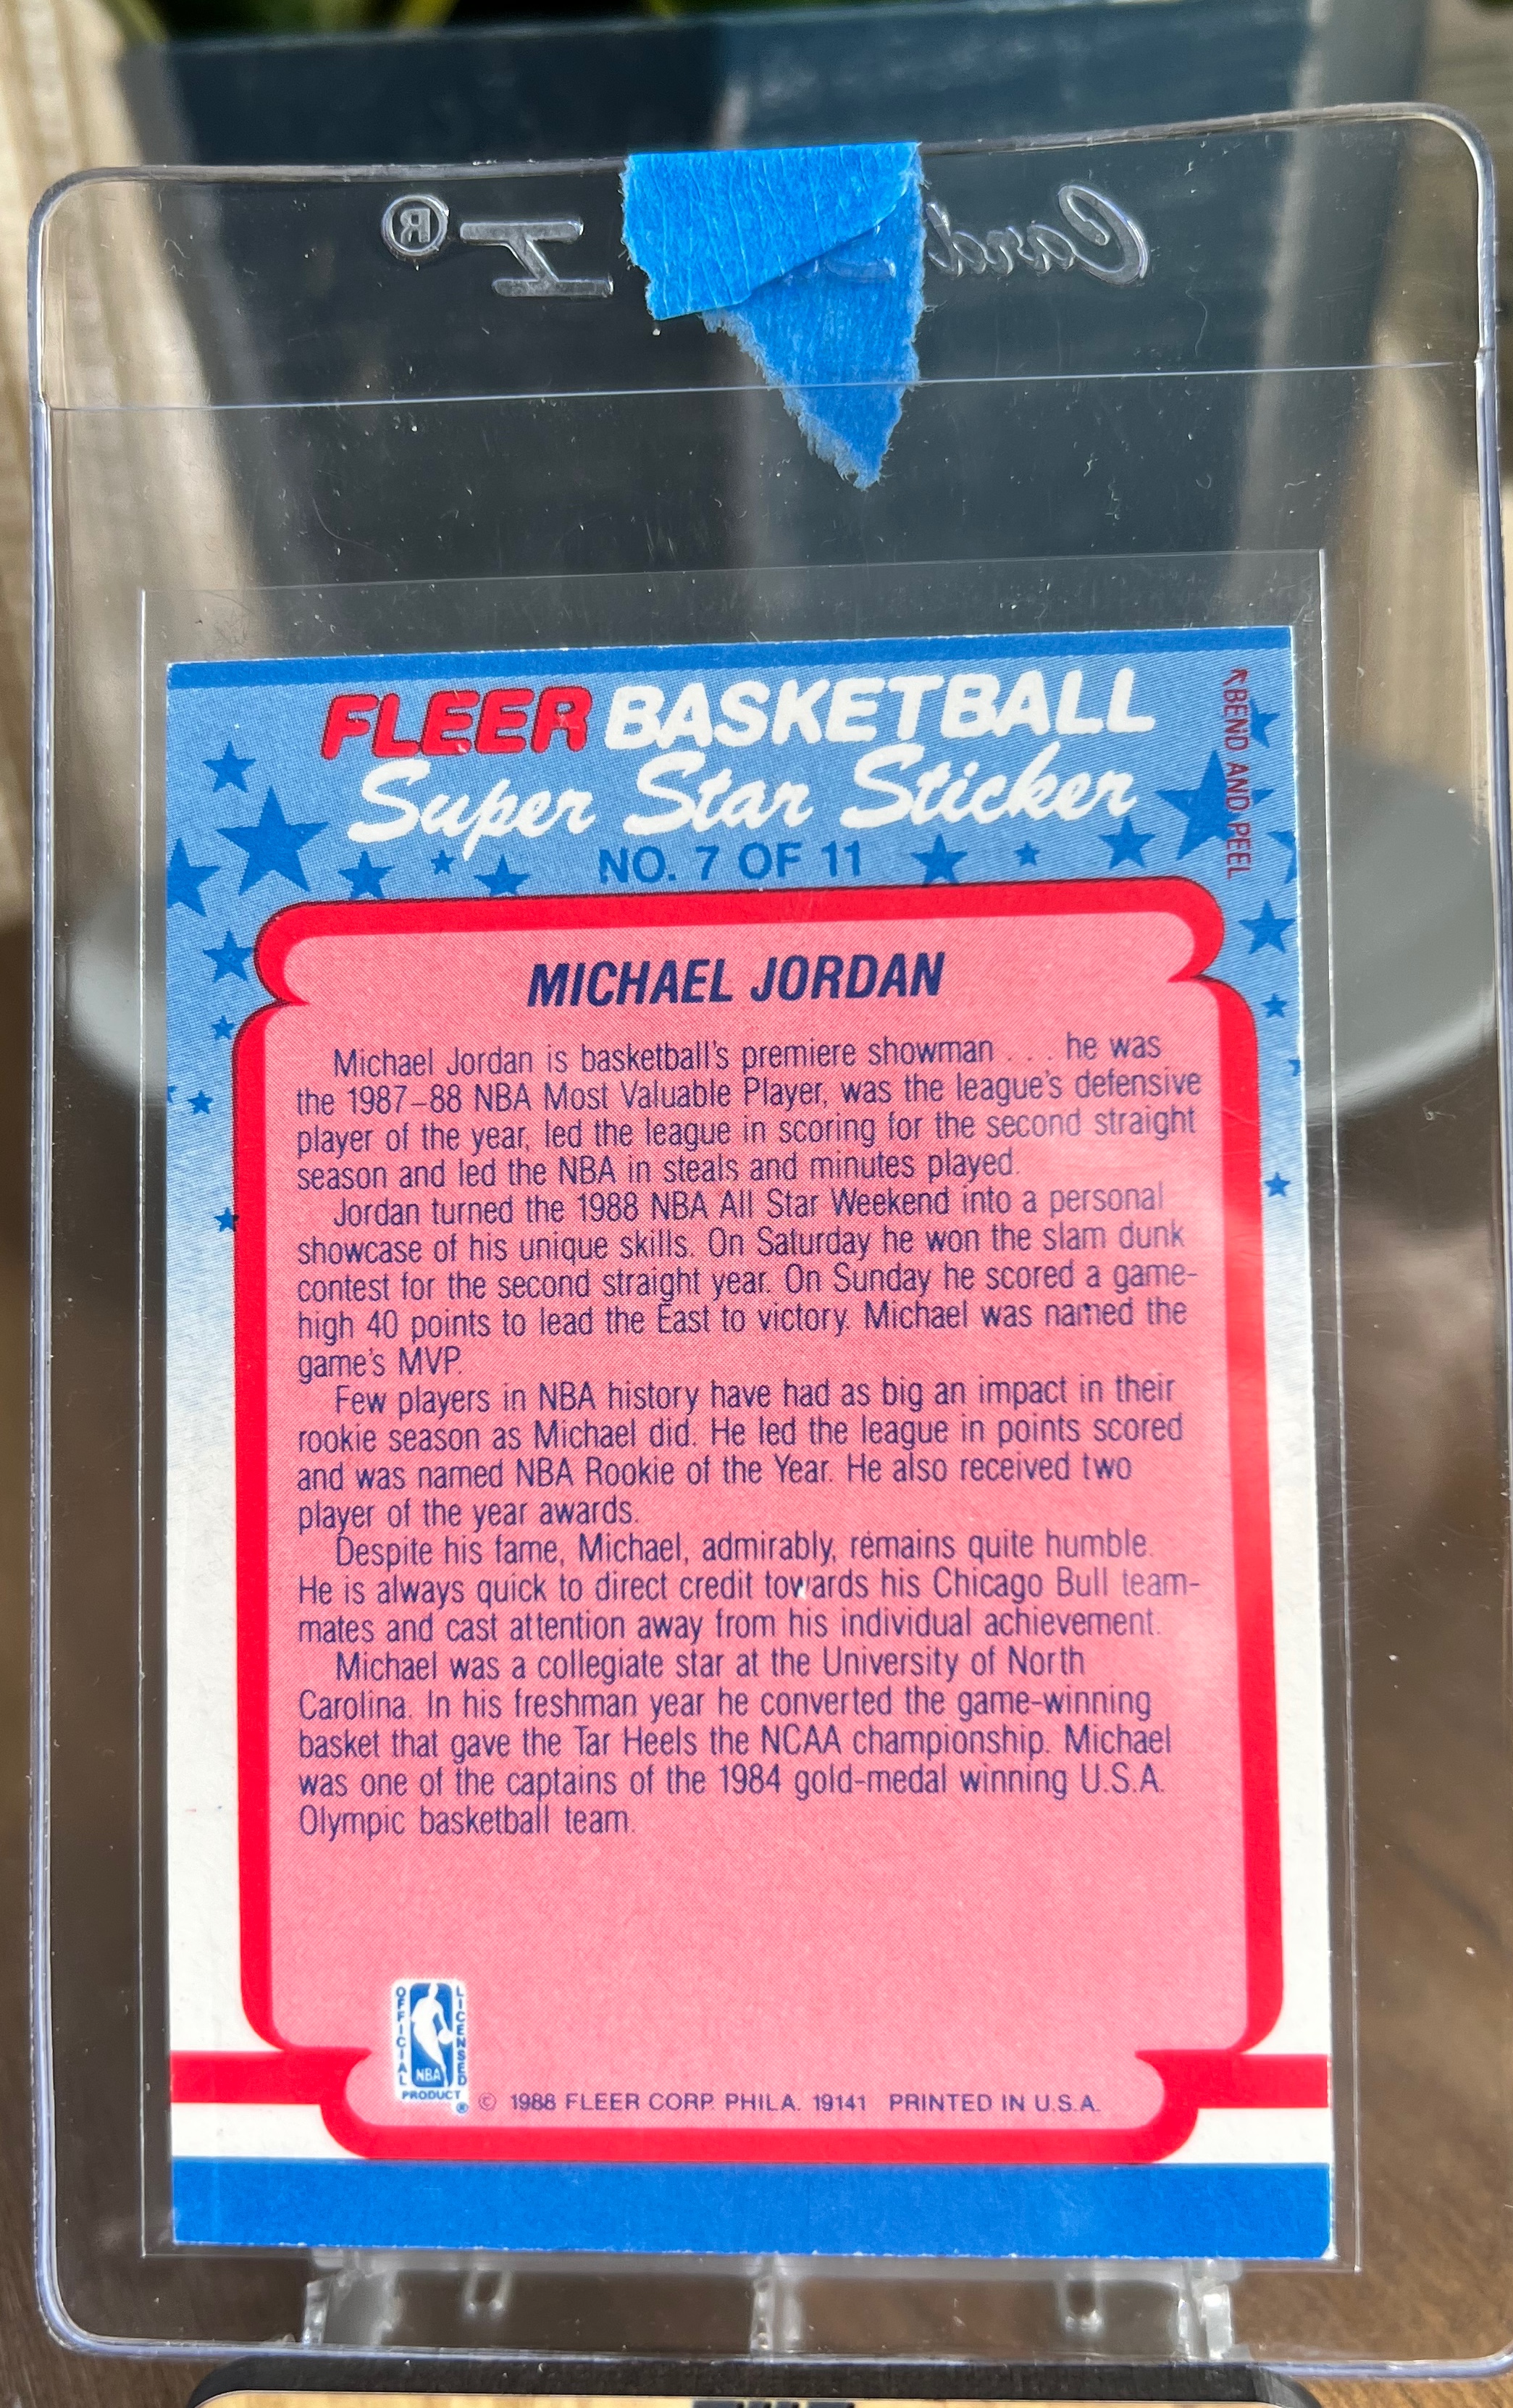 Card
H ®
FLEER BASKETBALL
Super Star Sticker
NO. 7 OF 11
BEND AND PEEL
MICHAEL JORDAN
Michael Jordan is basketball's premiere showman . . . he was
the 1987-88 NBA Most Valuable Player, was the league's defensive
player of the year, led the league in scoring for the second straight
season and led the NBA in steals and minutes played.
Jordan turned the 1988 NBA All Star Weekend into a personal
showcase of his unique skills. On Saturday he won the slam dunk
contest for the second straight year. On Sunday he scored a game-
high 40 points to lead the East to victory. Michael was named the
game's MVP.
Few players in NBA history have had as big an impact in their
rookie season as Michael did. He led the league in points scored
and was named NBA Rookie of the Year. He also received two
player of the year awards.
Despite his fame, Michael, admirably, remains quite humble.
He is always quick to direct credit towards his Chicago Bull team-
mates and cast attention away from his individual achievement.
Michael was a collegiate star at the University of North
Carolina. In his freshman year he converted the game-winning
basket that gave the Tar Heels the NCAA championship. Michael
was one of the captains of the 1984 gold-medal winning U.S.A.
Olympic basketball team.
OFFICIAL
LICENSED
NBA
PRODUCT ®
© 1988 FLEER CORP. PHILA. 19141 PRINTED IN U.S.A.